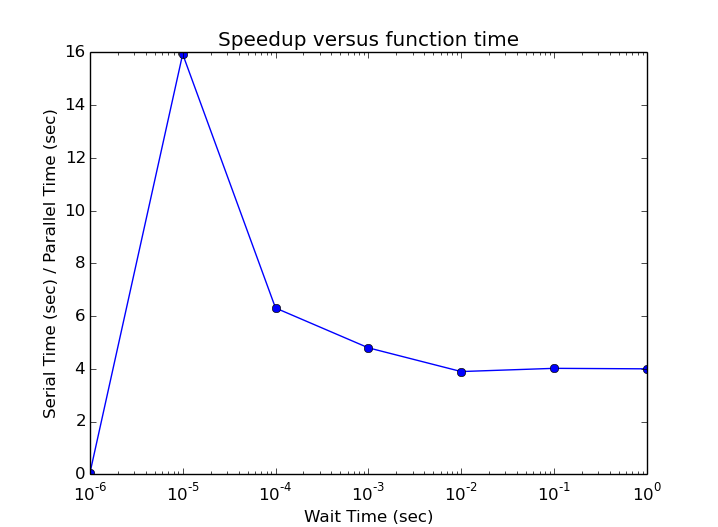 Speedup versus function time
Serial Time (sec) / Parallel Time (sec)
16
14
12
10
8
6
4
2
0
10^-6 10^-5 10^-4 10^-3 10^-2 10^-1 10^0
Wait Time (sec)